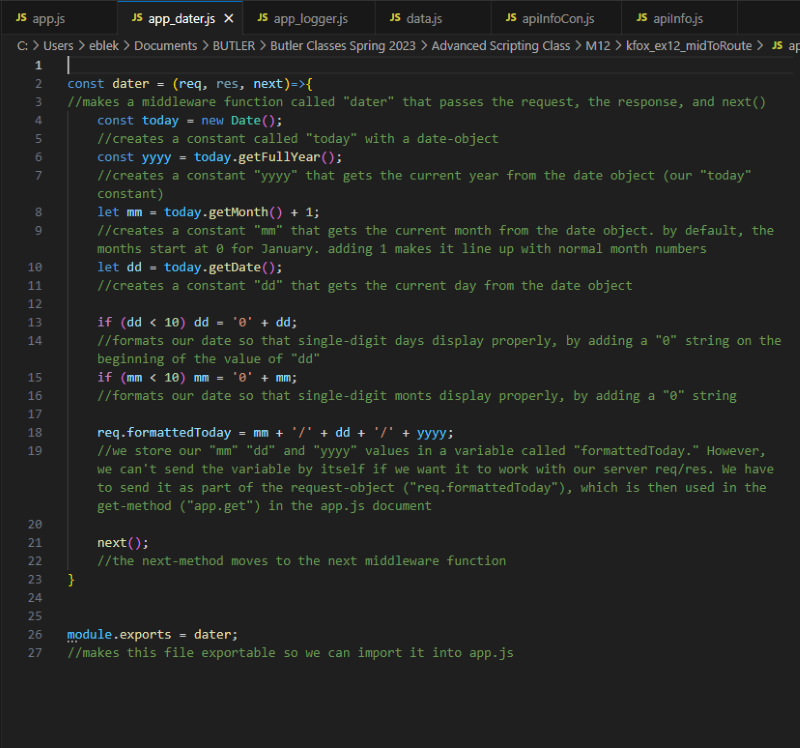 JS app.js JS app_dater.js × JS app_logger.js JS data.js JS apiInfoCon.js JS apiInfo.js
C: > Users > eblek > Documents > BUTLER > Butler Classes Spring 2023 > Advanced Scripting Class > M12 > kfox_ex12_midToRoute > JS ap
1
2 const dater = (req, res, next)=>{
3 //makes a middleware function called "dater" that passes the request, the response, and next()
4 const today = new Date();
5 //creates a constant called "today" with a date-object
6 const yyyy = today.getFullYear();
7 //creates a constant "yyyy" that gets the current year from the date object (our "today"
constant)
8 let mm = today.getMonth() + 1;
9 //creates a constant "mm" that gets the current month from the date object. by default, the
months start at 0 for January. adding 1 makes it line up with normal month numbers
10 let dd = today.getDate();
11 //creates a constant "dd" that gets the current day from the date object
12
13 if (dd < 10) dd = '0' + dd;
14 //formats our date so that single-digit days display properly, by adding a "0" string on the
beginning of the value of "dd"
15 if (mm < 10) mm = '0' + mm;
16 //formats our date so that single-digit monts display properly, by adding a "0" string
17
18 req.formattedToday = mm + '/' + dd + '/' + yyyy;
19 //we store our "mm" "dd" and "yyyy" values in a variable called "formattedToday." However,
we can't send the variable by itself if we want it to work with our server req/res. We have
to send it as part of the request-object ("req.formattedToday"), which is then used in the
get-method ("app.get") in the app.js document
20
21 next();
22 //the next-method moves to the next middleware function
23 }
24
25
26 module.exports = dater;
27 //makes this file exportable so we can import it into app.js